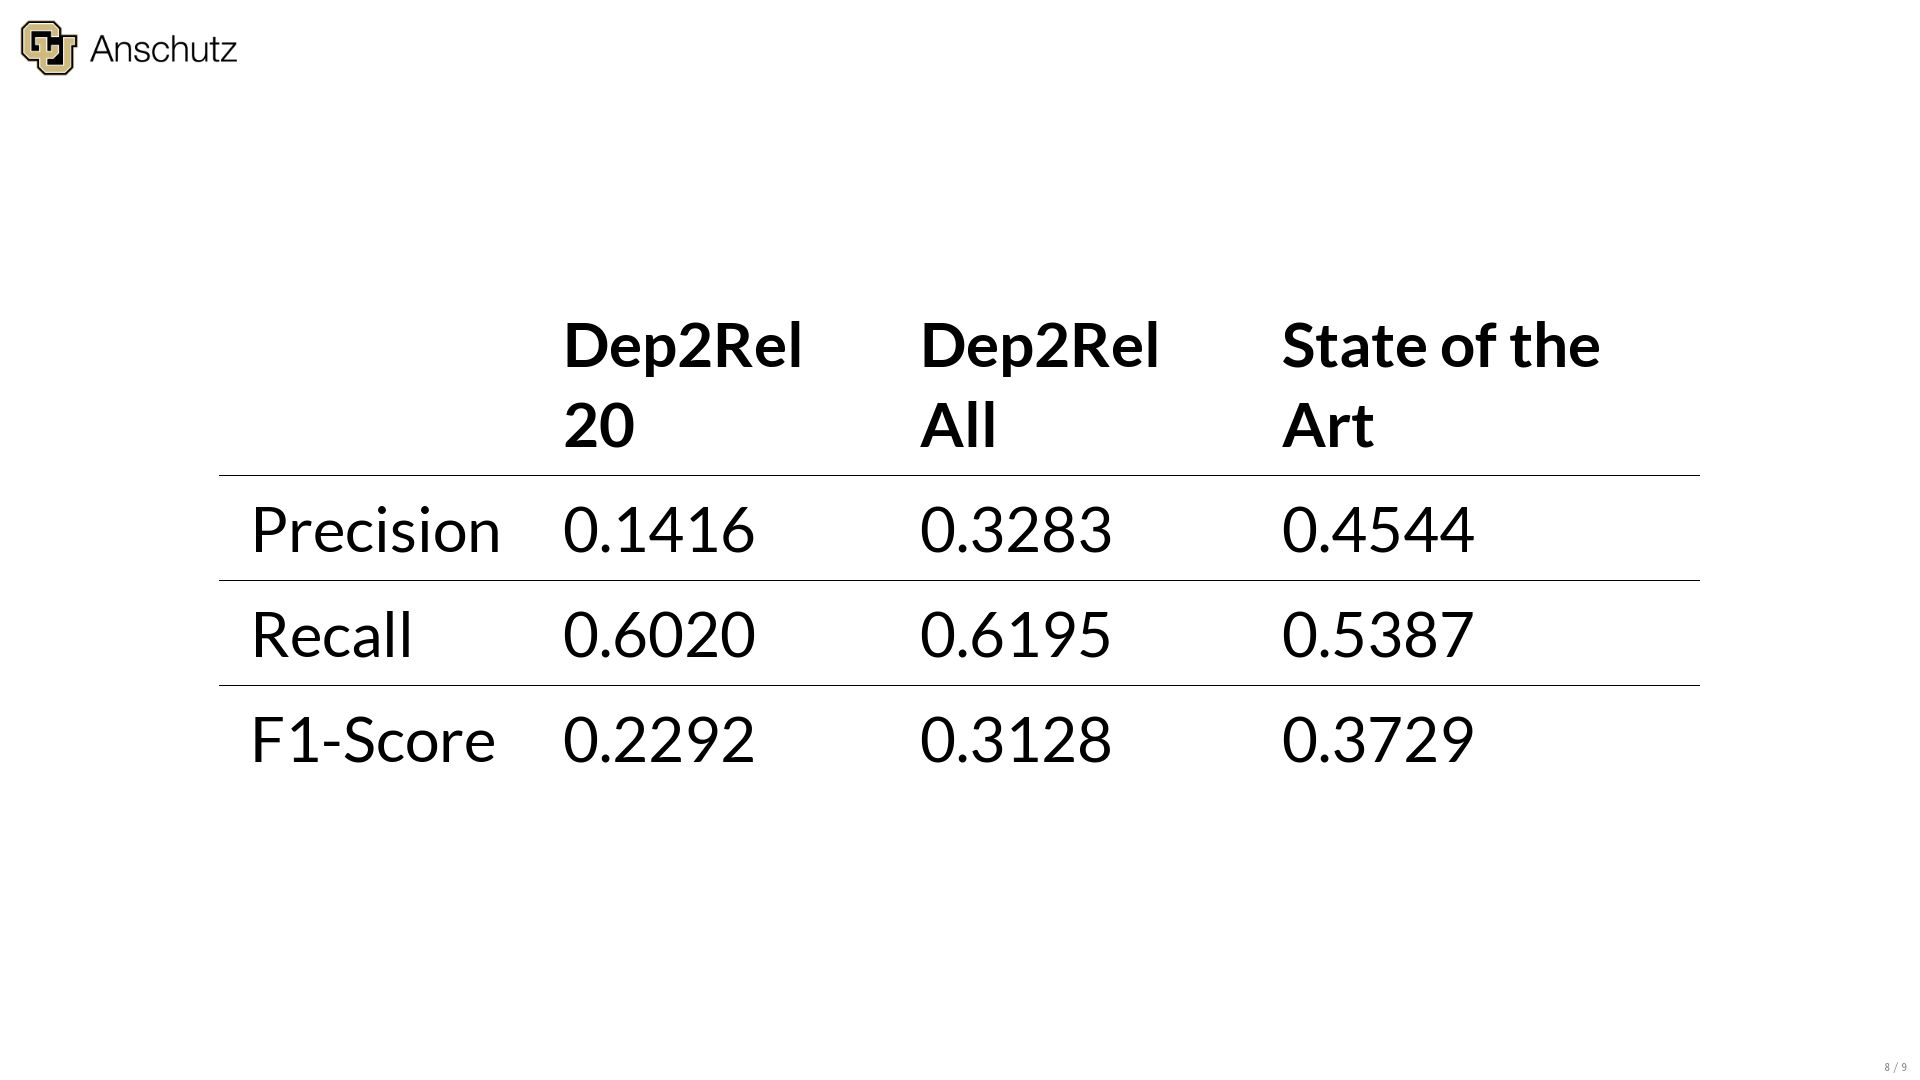 CU Anschutz
Dep2Rel Dep2Rel State of the
20 All Art
Precision 0.1416 0.3283 0.4544
Recall 0.6020 0.6195 0.5387
F1-Score 0.2292 0.3128 0.3729
8 / 9